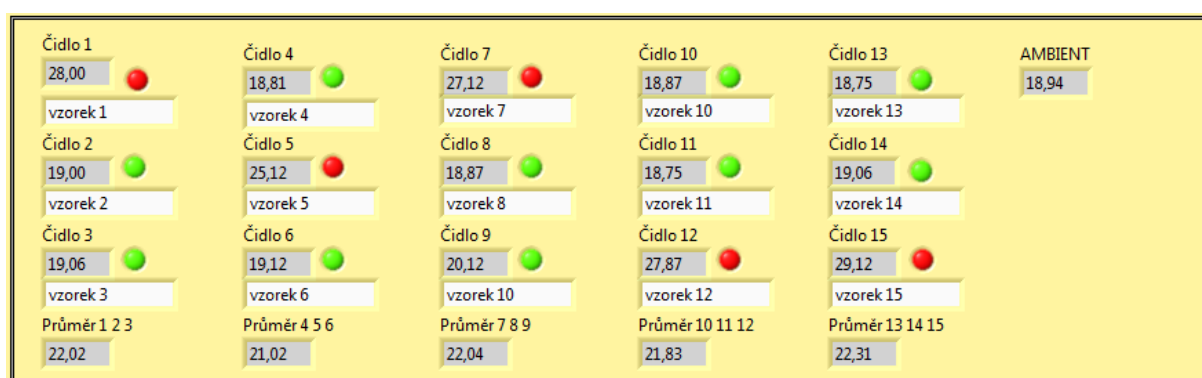 Čidlo 1
28,00
vzorek 1
Čidlo 2
19,00
vzorek 2
Čidlo 3
19,06
vzorek 3
Průměr 1 2 3
22,02
Čidlo 4
18,81
vzorek 4
Čidlo 5
25,12
vzorek 5
Čidlo 6
19,12
vzorek 6
Průměr 4 5 6
21,02
Čidlo 7
27,12
vzorek 7
Čidlo 8
18,87
vzorek 8
Čidlo 9
20,12
vzorek 10
Průměr 7 8 9
22,04
Čidlo 10
18,87
vzorek 10
Čidlo 11
18,75
vzorek 11
Čidlo 12
27,87
vzorek 12
Průměr 10 11 12
21,83
Čidlo 13
18,75
vzorek 13
Čidlo 14
19,06
vzorek 14
Čidlo 15
29,12
vzorek 15
Průměr 13 14 15
22,31
AMBIENT
18,94